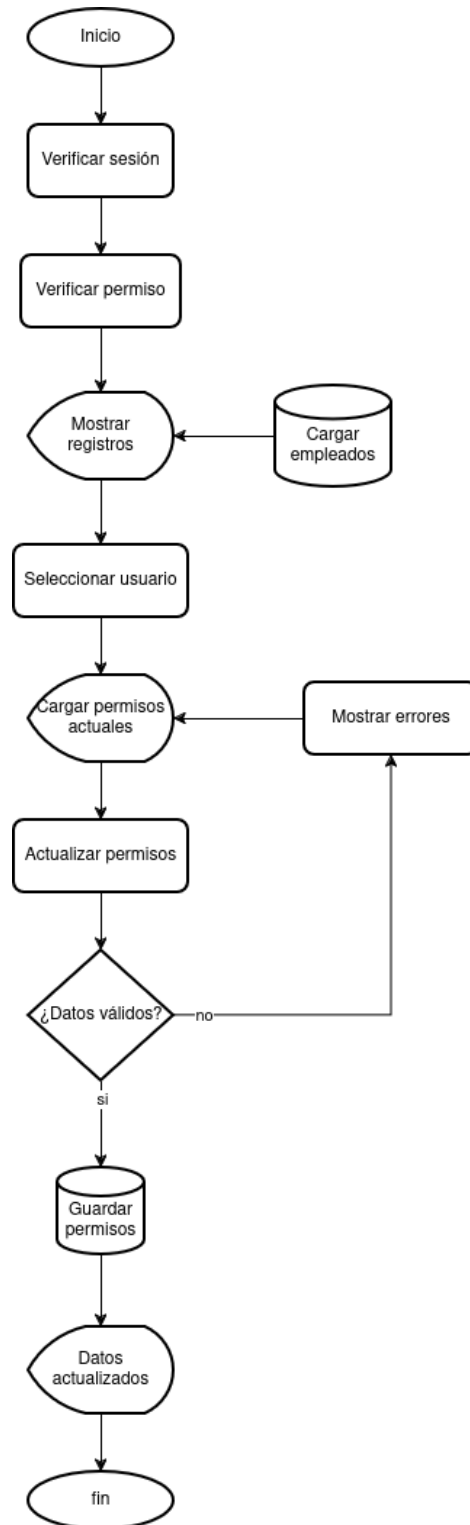 Inicio
Verificar sesión
Verificar permiso
Mostrar
registros
Cargar
empleados
Seleccionar usuario
Cargar permisos
actuales
Mostrar errores
Actualizar permisos
¿Datos válidos?
no
si
Guardar
permisos
Datos
actualizados
fin